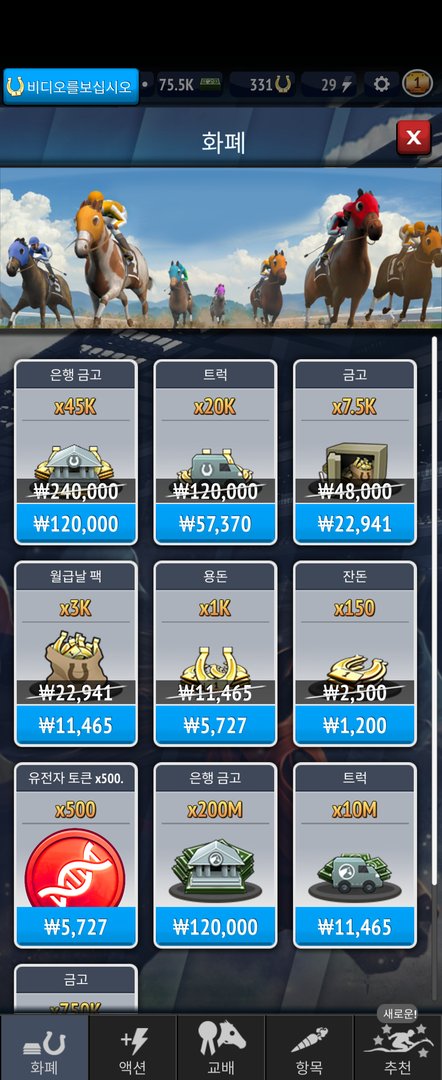 비디오를보십시오
75.5K
331
29
1
화폐
X
은행 금고
트럭
금고
x45K
x20K
x7.5K
₩240,000
₩120,000
₩48,000
₩120,000
₩57,370
₩22,941
월급날 팩
용돈
잔돈
x3K
x1K
x150
₩22,941
₩11,465
₩2,500
₩11,465
₩5,727
₩1,200
유전자 토큰 x500.
은행 금고
트럭
x500
x200M
x10M
₩5,727
₩120,000
₩11,465
금고
x750K
새로운!
화폐
액션
교배
항목
추천